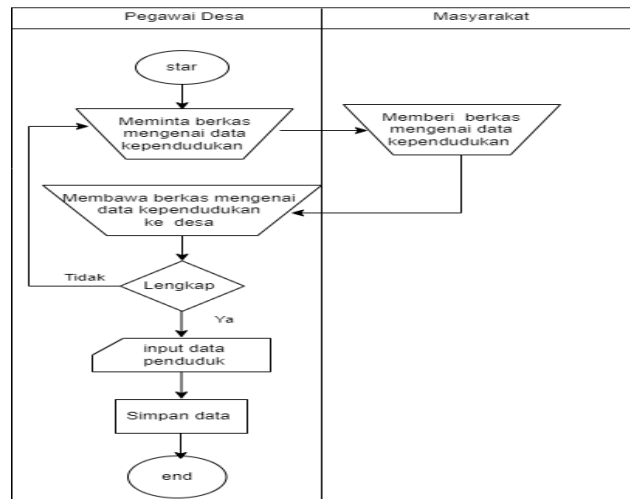 Pegawai Desa
Masyarakat
star
Meminta berkas
mengenai data
kependudukan
Memberi berkas
mengenai data
kependudukan
Membawa berkas mengenai
data kependudukan
ke desa
Tidak
Lengkap
Ya
input data
penduduk
Simpan data
end